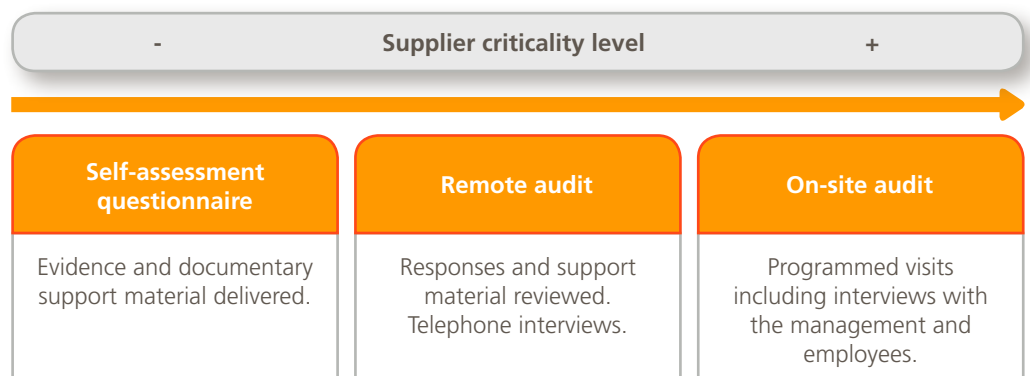 - Supplier criticality level +
Self-assessment
questionnaire
Remote audit
On-site audit
Evidence and documentary
support material delivered.
Responses and support
material reviewed.
Telephone interviews.
Programmed visits
including interviews with
the management and
employees.